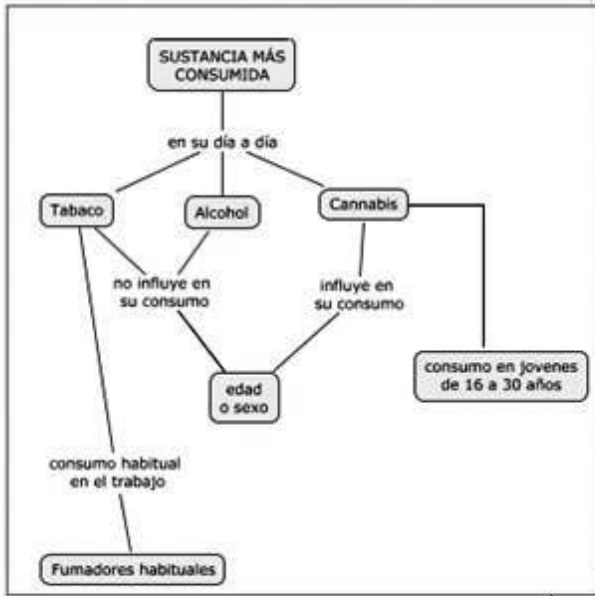 SUSTANCIA MÁS
CONSUMIDA
en su día a día
Tabaco
Alcohol
Cannabis
no influye en
su consumo
influye en
su consumo
edad
o sexo
consumo en jovenes
de 16 a 30 años
consumo habitual
en el trabajo
Fumadores habituales